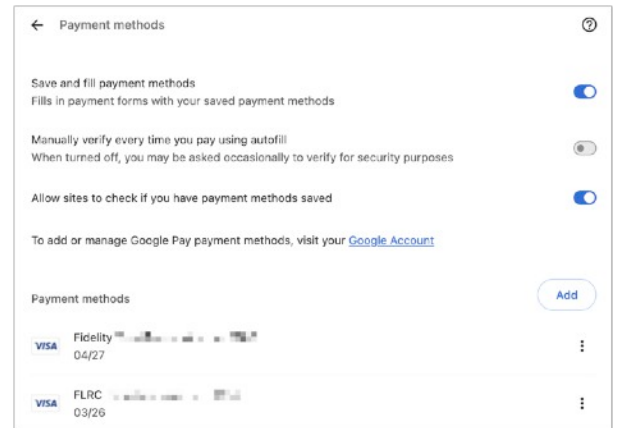 Payment methods
Save and fill payment methods
Fills in payment forms with your saved payment methods
Manually verify every time you pay using autofill
When turned off, you may be asked occasionally to verify for security purposes
Allow sites to check if you have payment methods saved
To add or manage Google Pay payment methods, visit your Google Account
Payment methods
Add
VISA
Fidelity
04/27
VISA
FLRC
03/26